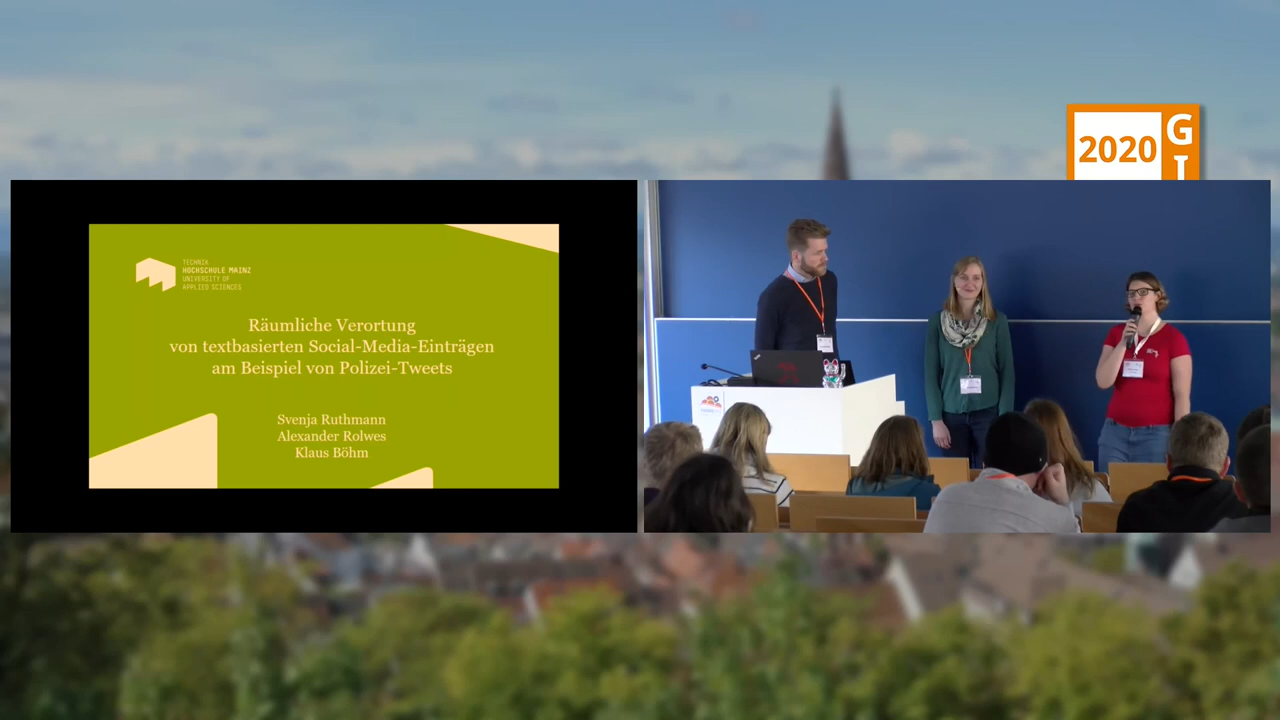 2020
G
I
TECHNIK
HOCHSCHULE MAINZ
UNIVERSITY OF
APPLIED SCIENCES
Räumliche Verortung
von textbasierten Social-Media-Einträgen
am Beispiel von Polizei-Tweets
Svenja Ruthmann
Alexander Rolwes
Klaus Böhm